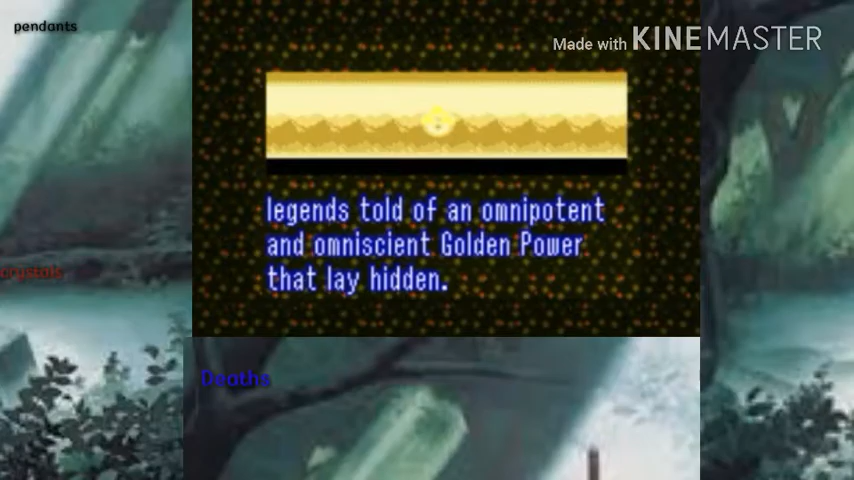 pendants
Made with KINEMASTER
legends told of an omnipotent
and omniscient Golden Power
that lay hidden.
crystals
Deaths